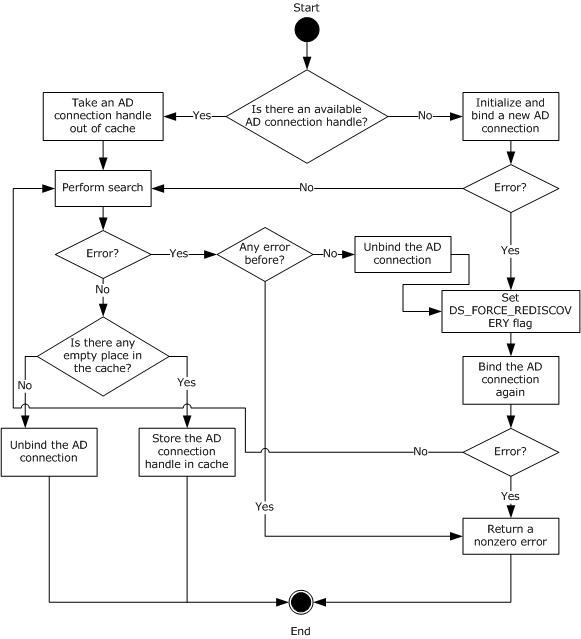 Start
Is there an available
AD connection handle?
Yes
No
Take an AD
connection handle
out of cache
Initialize and
bind a new AD
connection
Perform search
No
Error?
Error?
Yes
Any error
before?
No
Unbind the AD
connection
Yes
No
Set
DS_FORCE_REDISCOV
ERY flag
Is there any
empty place in
the cache?
No
Yes
Bind the AD
connection
again
Unbind the AD
connection
Store the AD
connection
handle in cache
No
Error?
Yes
Yes
Return a
nonzero error
End